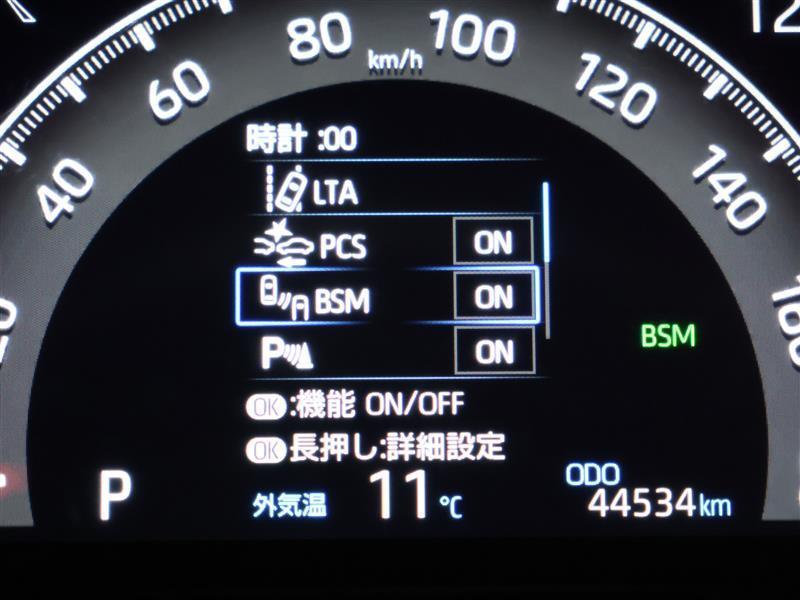 80
km/h
100
60
120
40
140
時計 :00
LTA
PCS ON
BSM ON
BSM
P ON
OK:機能 ON/OFF
OK長押し:詳細設定
P
外気温 11℃
ODO
44534km